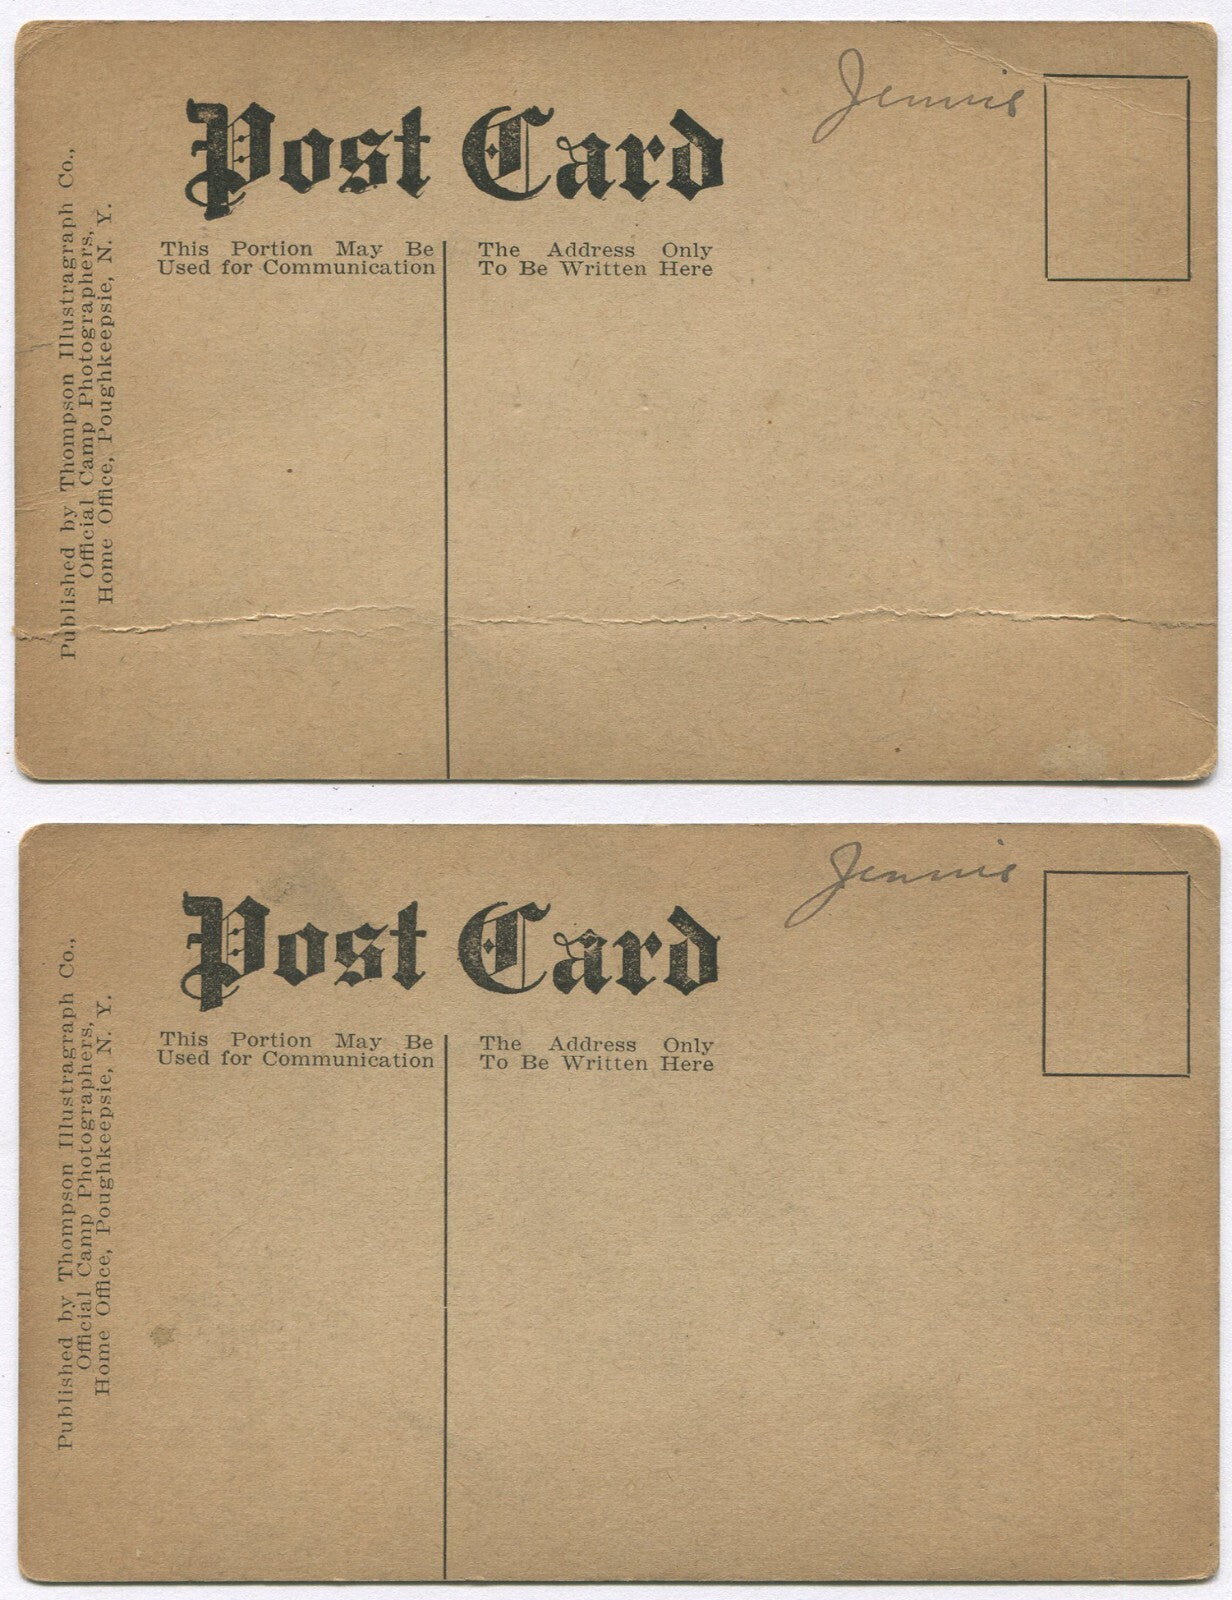 Post Card
Jennie
This Portion May Be
Used for Communication
The Address Only
To Be Written Here
Published by Thompson Illustragraph Co.,
Official Camp Photographers,
Home Office, Poughkeepsie, N. Y.
Post Card
Jennie
This Portion May Be
Used for Communication
The Address Only
To Be Written Here
Published by Thompson Illustragraph Co.,
Official Camp Photographers,
Home Office, Poughkeepsie, N. Y.